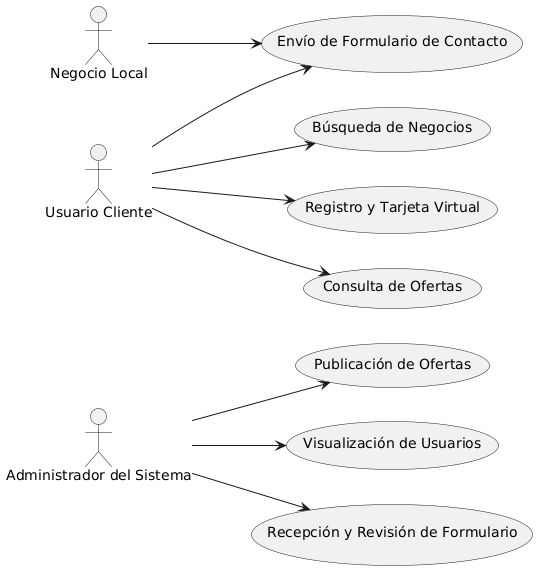 Envío de Formulario de Contacto
Negocio Local
Búsqueda de Negocios
Usuario Cliente
Registro y Tarjeta Virtual
Consulta de Ofertas
Publicación de Ofertas
Visualización de Usuarios
Administrador del Sistema
Recepción y Revisión de Formulario